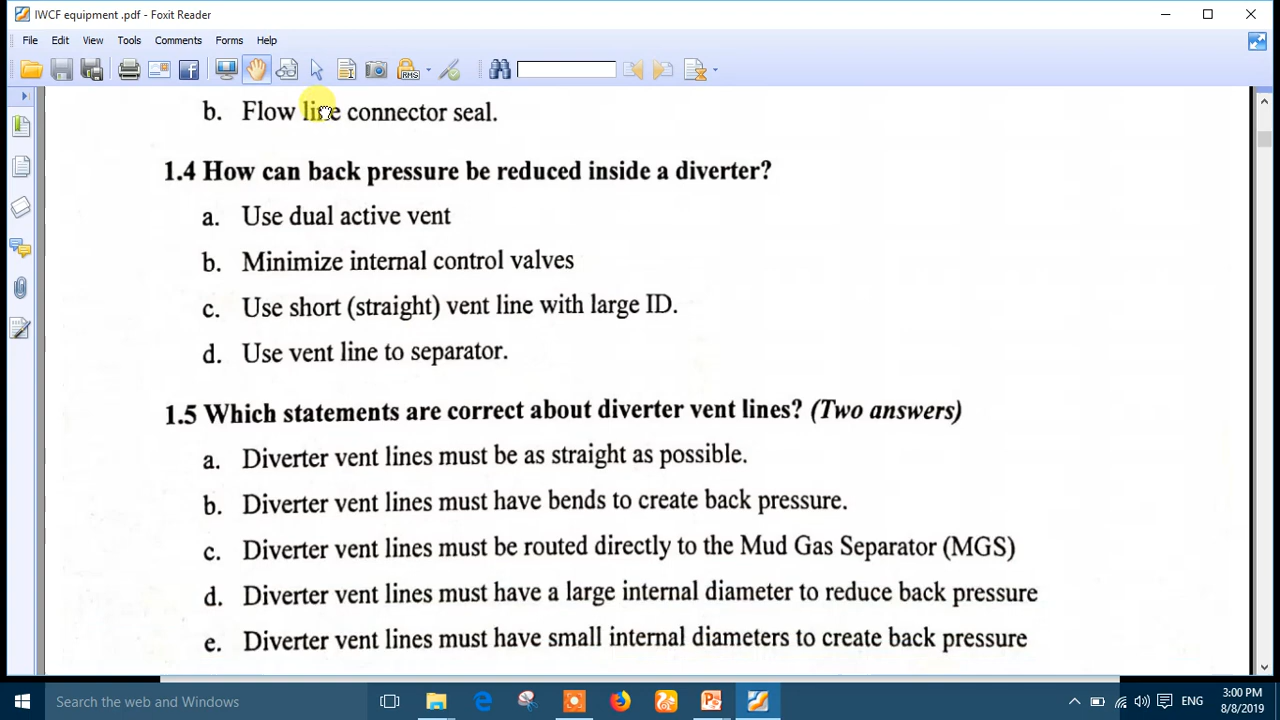 IWCF equipment .pdf - Foxit Reader
File Edit View Tools Comments Forms Help
RMS
b. Flow line connector seal.
1.4 How can back pressure be reduced inside a diverter?
a. Use dual active vent
b. Minimize internal control valves
c. Use short (straight) vent line with large ID.
d. Use vent line to separator.
1.5 Which statements are correct about diverter vent lines? (Two answers)
a. Diverter vent lines must be as straight as possible.
b. Diverter vent lines must have bends to create back pressure.
c. Diverter vent lines must be routed directly to the Mud Gas Separator (MGS)
d. Diverter vent lines must have a large internal diameter to reduce back pressure
e. Diverter vent lines must have small internal diameters to create back pressure
Search the web and Windows
ENG
3:00 PM
8/8/2019